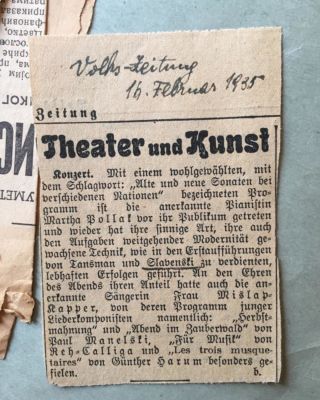 Volks-Zeitung
16. Februar 1935
Zeitung
Theater und Kunst
Konzert. Mit einem wohlgewählten, mit
dem Schlagwort: „Alte und neue Sonaten bei
verschiedenen Nationen“ bezeichneten Pro-
gramm ist die anerkannte Pianistin
Martha Pollak vor ihr Publikum getreten
und wieder hat ihre sinnige Art, ihre auch
den Aufgaben weitgehender Modernität ge-
wachsene Technik, wie in den Erstaufführungen
von Tansman und Slavenski zu verdienten,
lebhaften Erfolgen geführt. An den Ehren
des Abends ihren Anteil hatte auch die an-
erkannte Sängerin Frau Mislap-
Kapper, von deren Programm junger
Liederkomponisten namentlich „Herbst-
mahnung“ und „Abend im Zauberwald“ von
Paul Manelski, „Für Musik“ von
Reh-Calliga und „Les trois musque-
taires“ von Günther Harum besonders ge-
fielen. b.